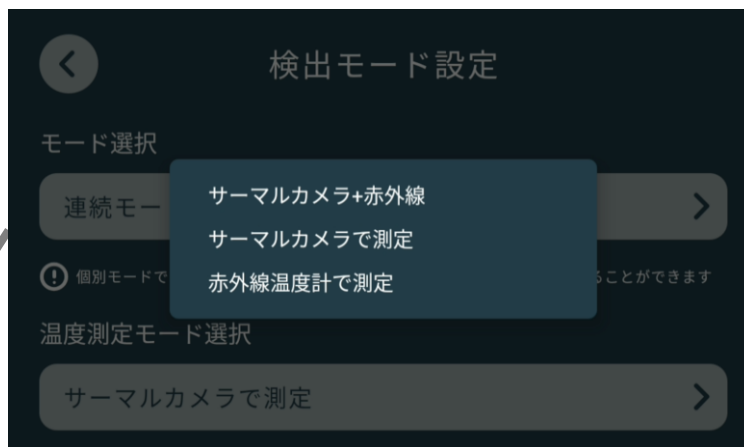 検出モード設定
モード選択
連続モー
サーマルカメラ+赤外線
サーマルカメラで測定
赤外線温度計で測定
個別モードで ることができます
温度測定モード選択
サーマルカメラで測定